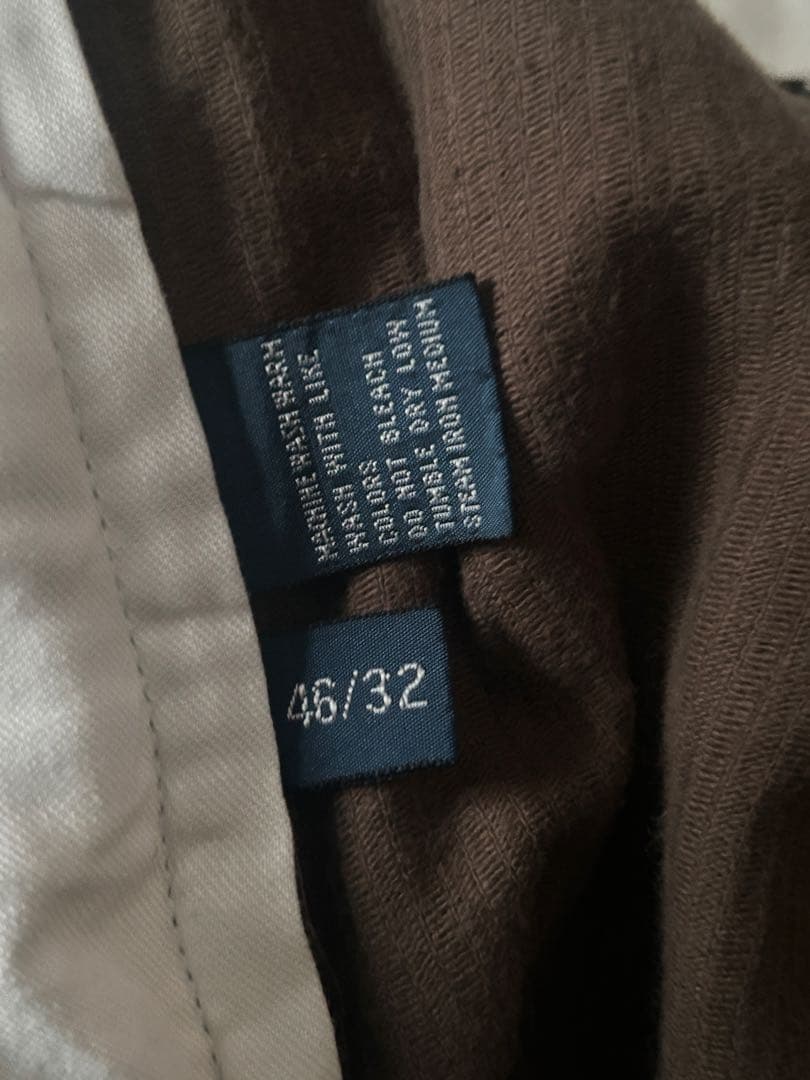 MACHINE WASH WARM
WASH WITH LIKE
COLORS
DO NOT BLEACH
TUMBLE DRY LOW
STEAM IRON MEDIUM
46/32